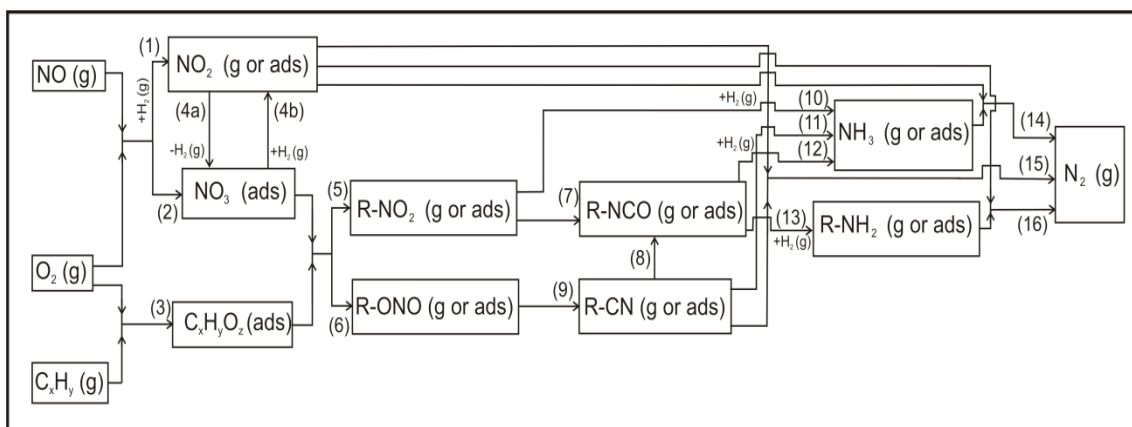 (1)
NO₂ (g or ads)
NO (g)
+H₂(g)
(4a)
(4b)
-H₂(g)
+H₂(g)
(2)
NO₃ (ads)
O₂ (g)
(3)
CₓHᵧO_z(ads)
CₓHᵧ (g)
(5)
R-NO₂ (g or ads)
(6)
R-ONO (g or ads)
(7)
R-NCO (g or ads)
(8)
(9)
R-CN (g or ads)
+H₂(g)
(10)
(11)
+H₂(g)
(12)
NH₃ (g or ads)
(13)
+H₂(g)
R-NH₂ (g or ads)
(14)
(15)
(16)
N₂ (g)